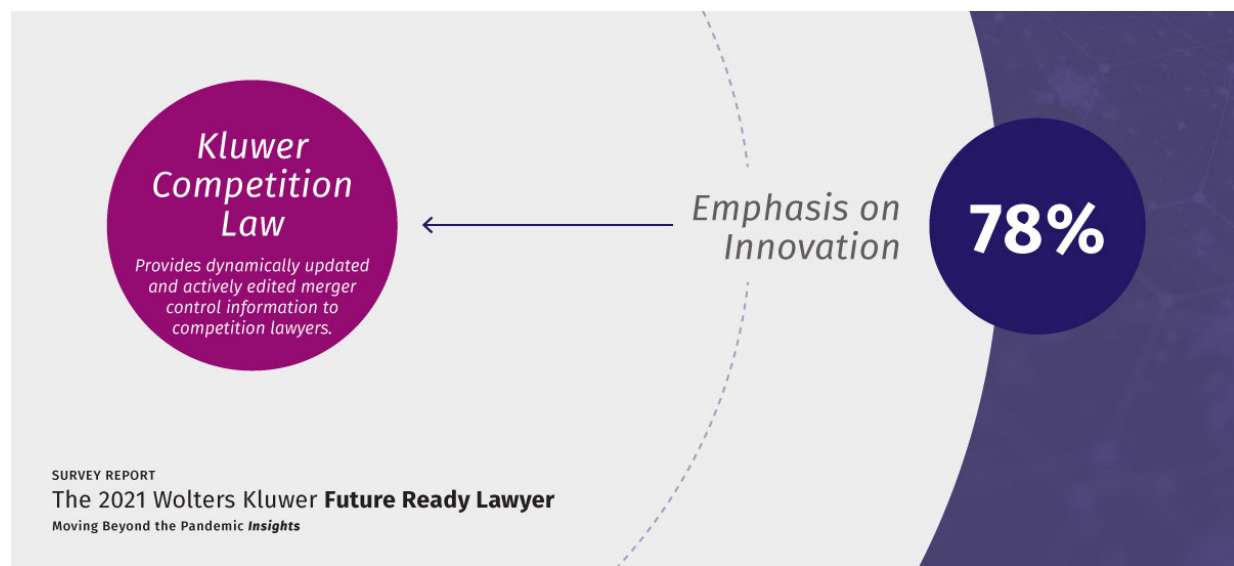 Kluwer
Competition
Law
Provides dynamically updated
and actively edited merger
control information to
competition lawyers.
Emphasis on
Innovation
78%
SURVEY REPORT
The 2021 Wolters Kluwer Future Ready Lawyer
Moving Beyond the Pandemic Insights